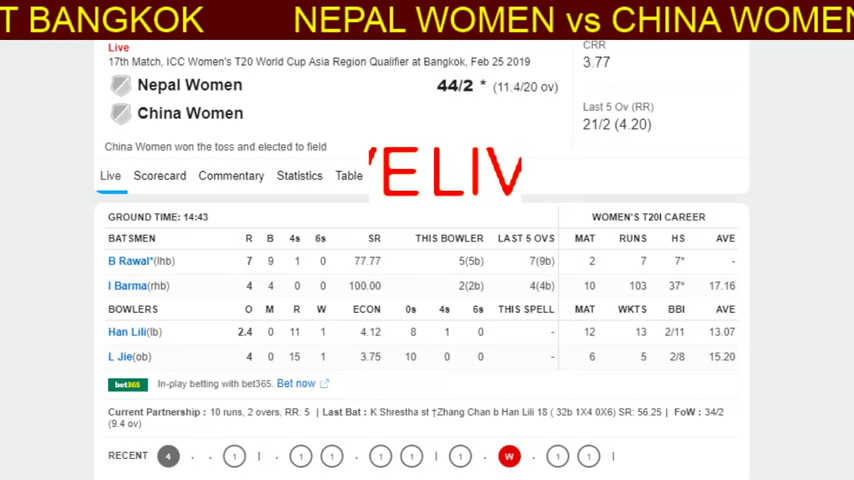 T BANGKOK NEPAL WOMEN vs CHINA WOMEN
Live
17th Match, ICC Women's T20 World Cup Asia Region Qualifier at Bangkok, Feb 25 2019
Nepal Women 44/2 * (11.4/20 ov)
China Women
China Women won the toss and elected to field
CRR
3.77
Last 5 Ov (RR)
21/2 (4.20)
Live Scorecard Commentary Statistics Table
ELIV
GROUND TIME: 14:43 WOMEN'S T20I CAREER
BATSMEN R B 4s 6s SR THIS BOWLER LAST 5 OVS MAT RUNS HS AVE
B Rawal*(lhb) 7 9 1 0 77.77 5(5b) 7(9b) 2 7 7* -
I Barma(rhb) 4 4 0 0 100.00 2(2b) 4(4b) 10 103 37* 17.16
BOWLERS O M R W ECON 0s 4s 6s THIS SPELL MAT WKTS BBI AVE
Han Lili(lb) 2.4 0 11 1 4.12 8 1 0 - 12 13 2/11 13.07
L Jie(ob) 4 0 15 1 3.75 10 0 0 - 6 5 2/8 15.20
bet365 In-play betting with bet365. Bet now
Current Partnership : 10 runs, 2 overs, RR: 5 | Last Bat : K Shrestha st †Zhang Chan b Han Lili 18 ( 32b 1X4 0X6) SR: 56.25 | FoW : 34/2
(9.4 ov)
RECENT 4 . . 1 | . 1 1 . 1 1 | 1 . W . 1 1 |